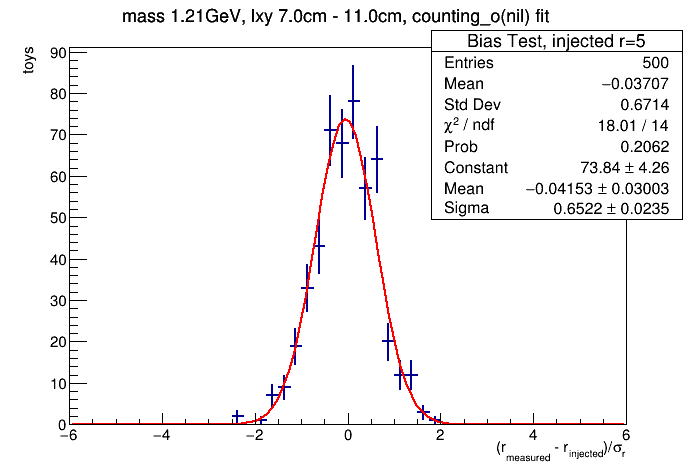 mass 1.21GeV, lxy 7.0cm - 11.0cm, counting_o(nil) fit
Bias Test, injected r=5
Entries 500
Mean −0.03707
Std Dev 0.6714
χ² / ndf 18.01 / 14
Prob 0.2062
Constant 73.84 ± 4.26
Mean −0.04153 ± 0.03003
Sigma 0.6522 ± 0.0235
toys
90
80
70
60
50
40
30
20
10
0
−6 −4 −2 0 2 4 6
(r_measured - r_injected)/σ_r